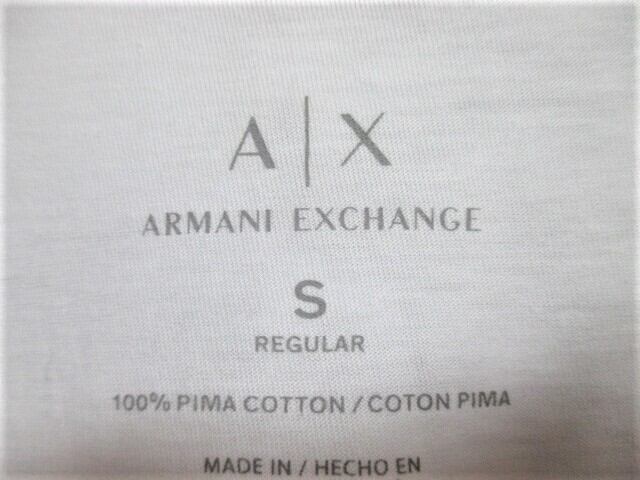 A|X
ARMANI EXCHANGE
S
REGULAR
100% PIMA COTTON / COTON PIMA
MADE IN / HECHO EN